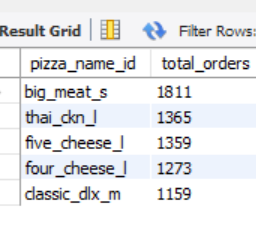 Result Grid Filter Rows:
pizza_name_id total_orders
big_meat_s 1811
thai_ckn_l 1365
five_cheese_l 1359
four_cheese_l 1273
classic_dlx_m 1159